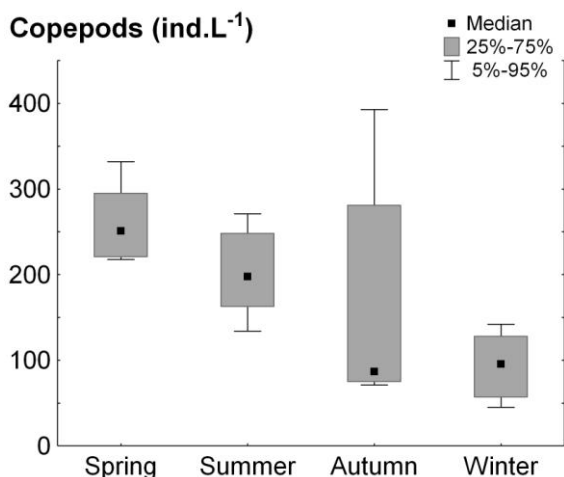 Copepods (ind.L-1)
Median
25%-75%
5%-95%
400
300
200
100
0
Spring Summer Autumn Winter